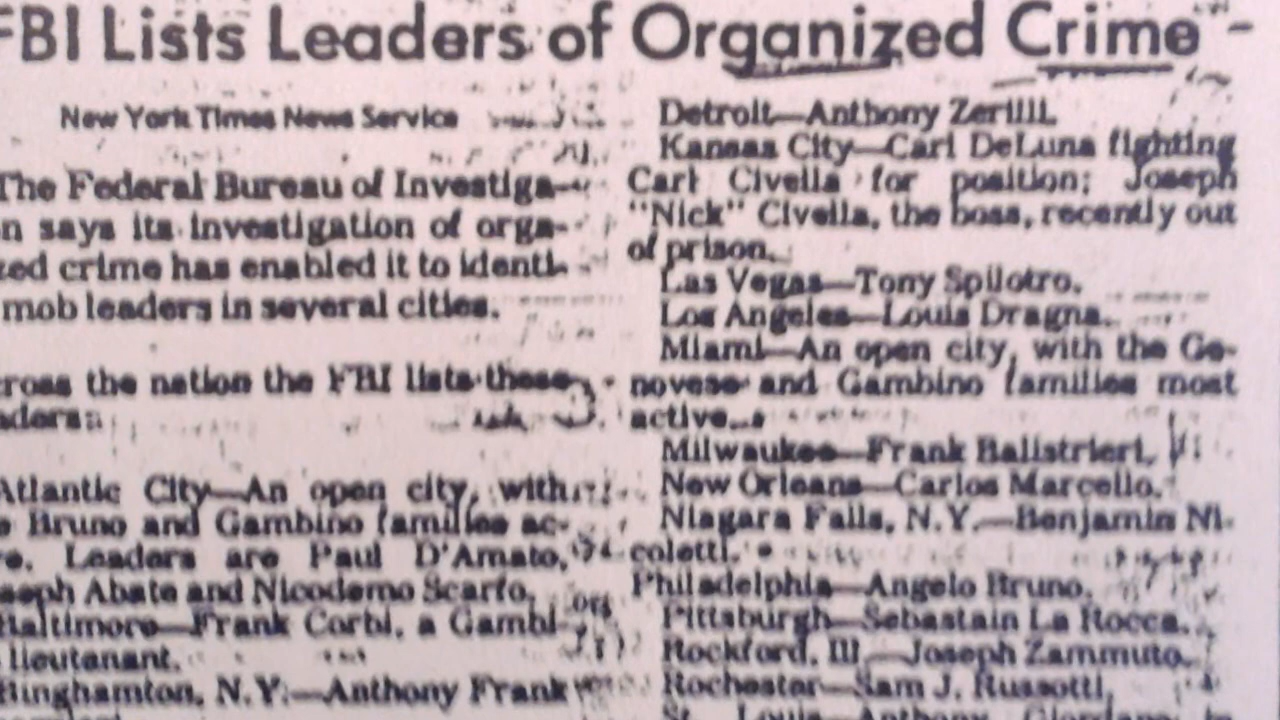 FBI Lists Leaders of Organized Crime
New York Times News Service
The Federal Bureau of Investiga-
n says its investigation of orga-
zed crime has enabled it to identi-
mob leaders in several cities.
ross the nation the FBI lists these
aders:
Atlantic City—An open city, with
e Bruno and Gambino families ac-
ve. Leaders are Paul D'Amato,
seph Abate and Nicodemo Scarfo.
Baltimore—Frank Corbi, a Gambi-
lieutenant.
Binghamton, N.Y.—Anthony Frank
Detroit—Anthony Zerilli.
Kansas City—Carl DeLuna fighting
Carl Civella for position; Joseph
"Nick" Civella, the boss, recently out
of prison.
Las Vegas—Tony Spilotro.
Los Angeles—Louis Dragna.
Miami—An open city, with the Ge-
novese and Gambino families most
active.
Milwaukee—Frank Balistrieri.
New Orleans—Carlos Marcello.
Niagara Falls, N.Y.—Benjamin Ni-
coletti.
Philadelphia—Angelo Bruno.
Pittsburgh—Sebastain La Rocca.
Rockford, Ill.—Joseph Zammuto.
Rochester—Sam J. Russotti,
St. Louis—Anthony Giordano